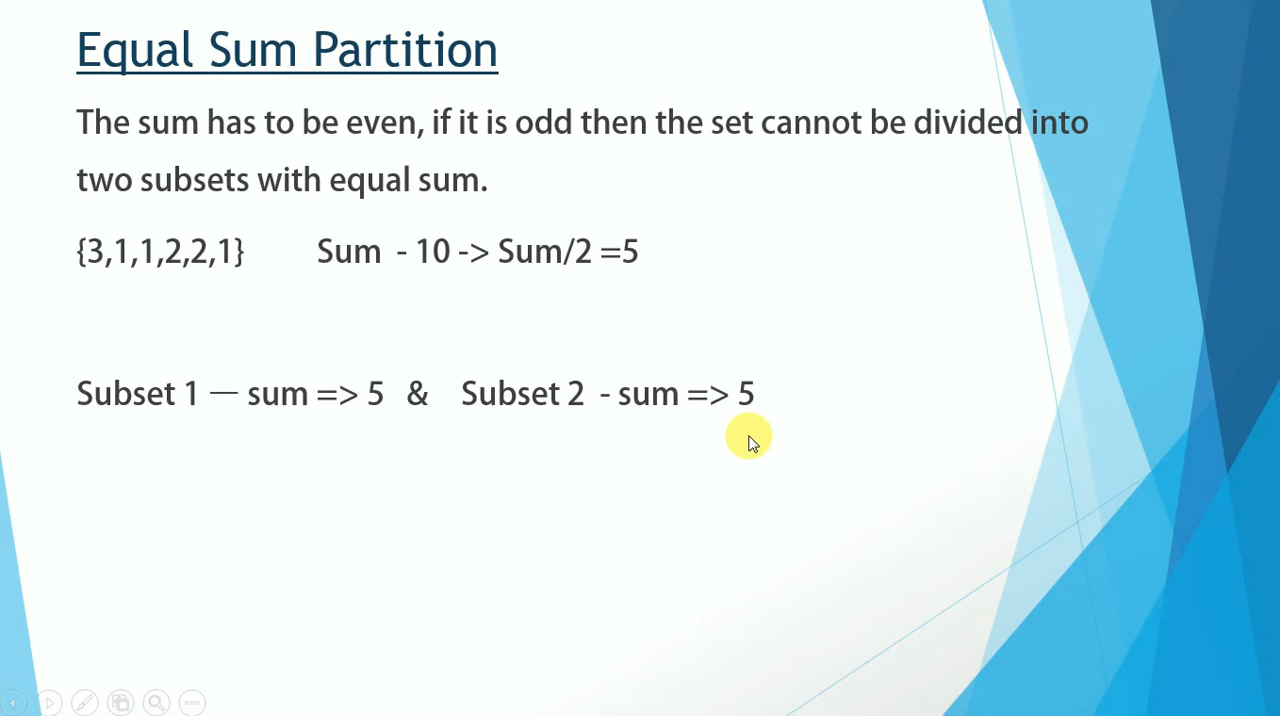 Equal Sum Partition
The sum has to be even, if it is odd then the set cannot be divided into
two subsets with equal sum.
{3,1,1,2,2,1} Sum - 10 -> Sum/2 =5
Subset 1 — sum => 5 & Subset 2 - sum => 5